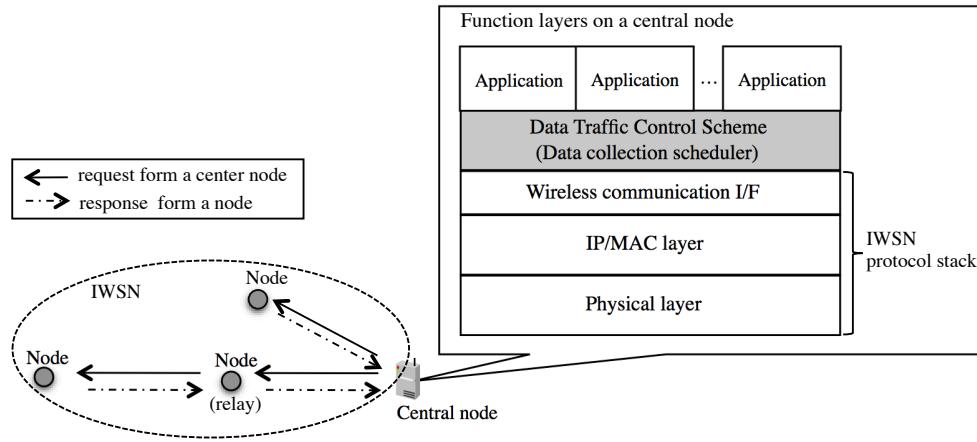 Function layers on a central node
Application
Application
...
Application
Data Traffic Control Scheme
(Data collection scheduler)
Wireless communication I/F
IP/MAC layer
Physical layer
IWSN
protocol stack
request form a center node
response form a node
IWSN
Node
Node
Node
(relay)
Central node